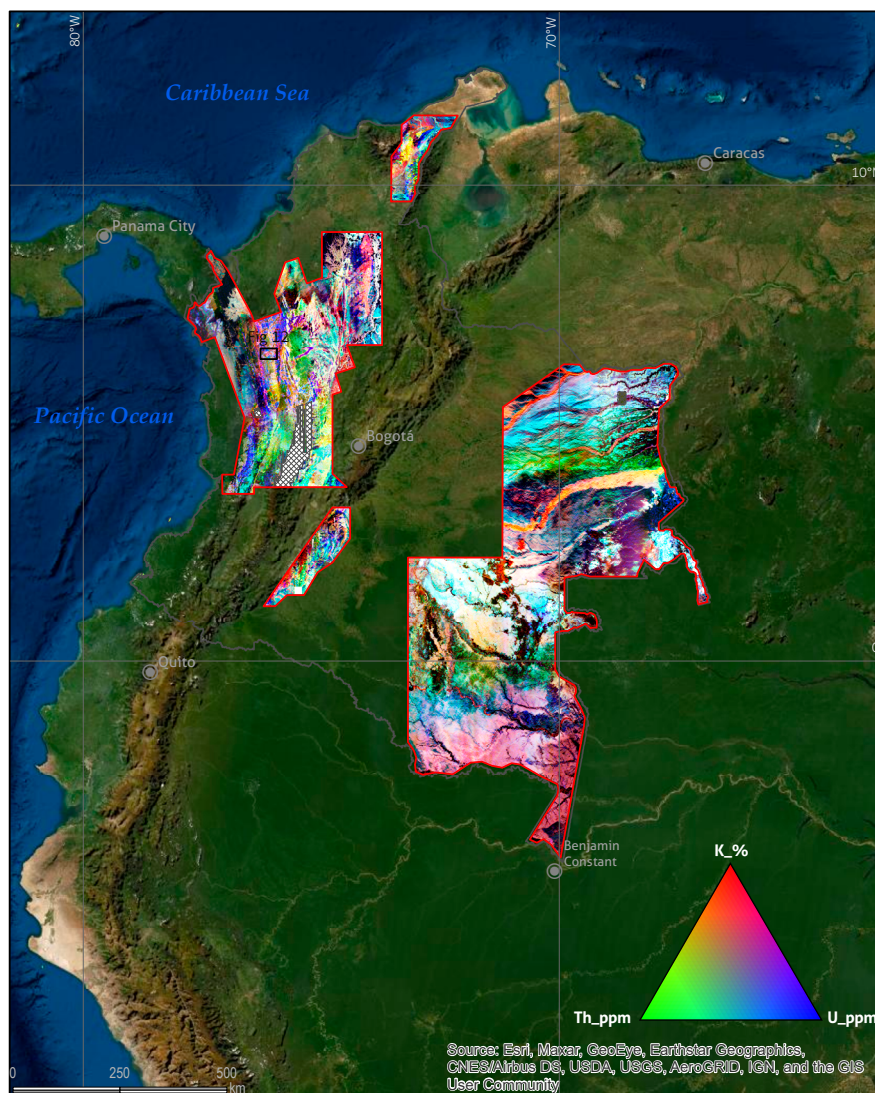 80°W
70°W
Caribbean Sea
Caracas
10°N
Panama City
Fig 12
Pacific Ocean
Bogotá
Quito
Benjamin
Constant
K_%
Th_ppm
U_ppm
Source: Esri, Maxar, GeoEye, Earthstar Geographics,
CNES/Airbus DS, USDA, USGS, AeroGRID, IGN, and the GIS
User Community
0
250
500
km